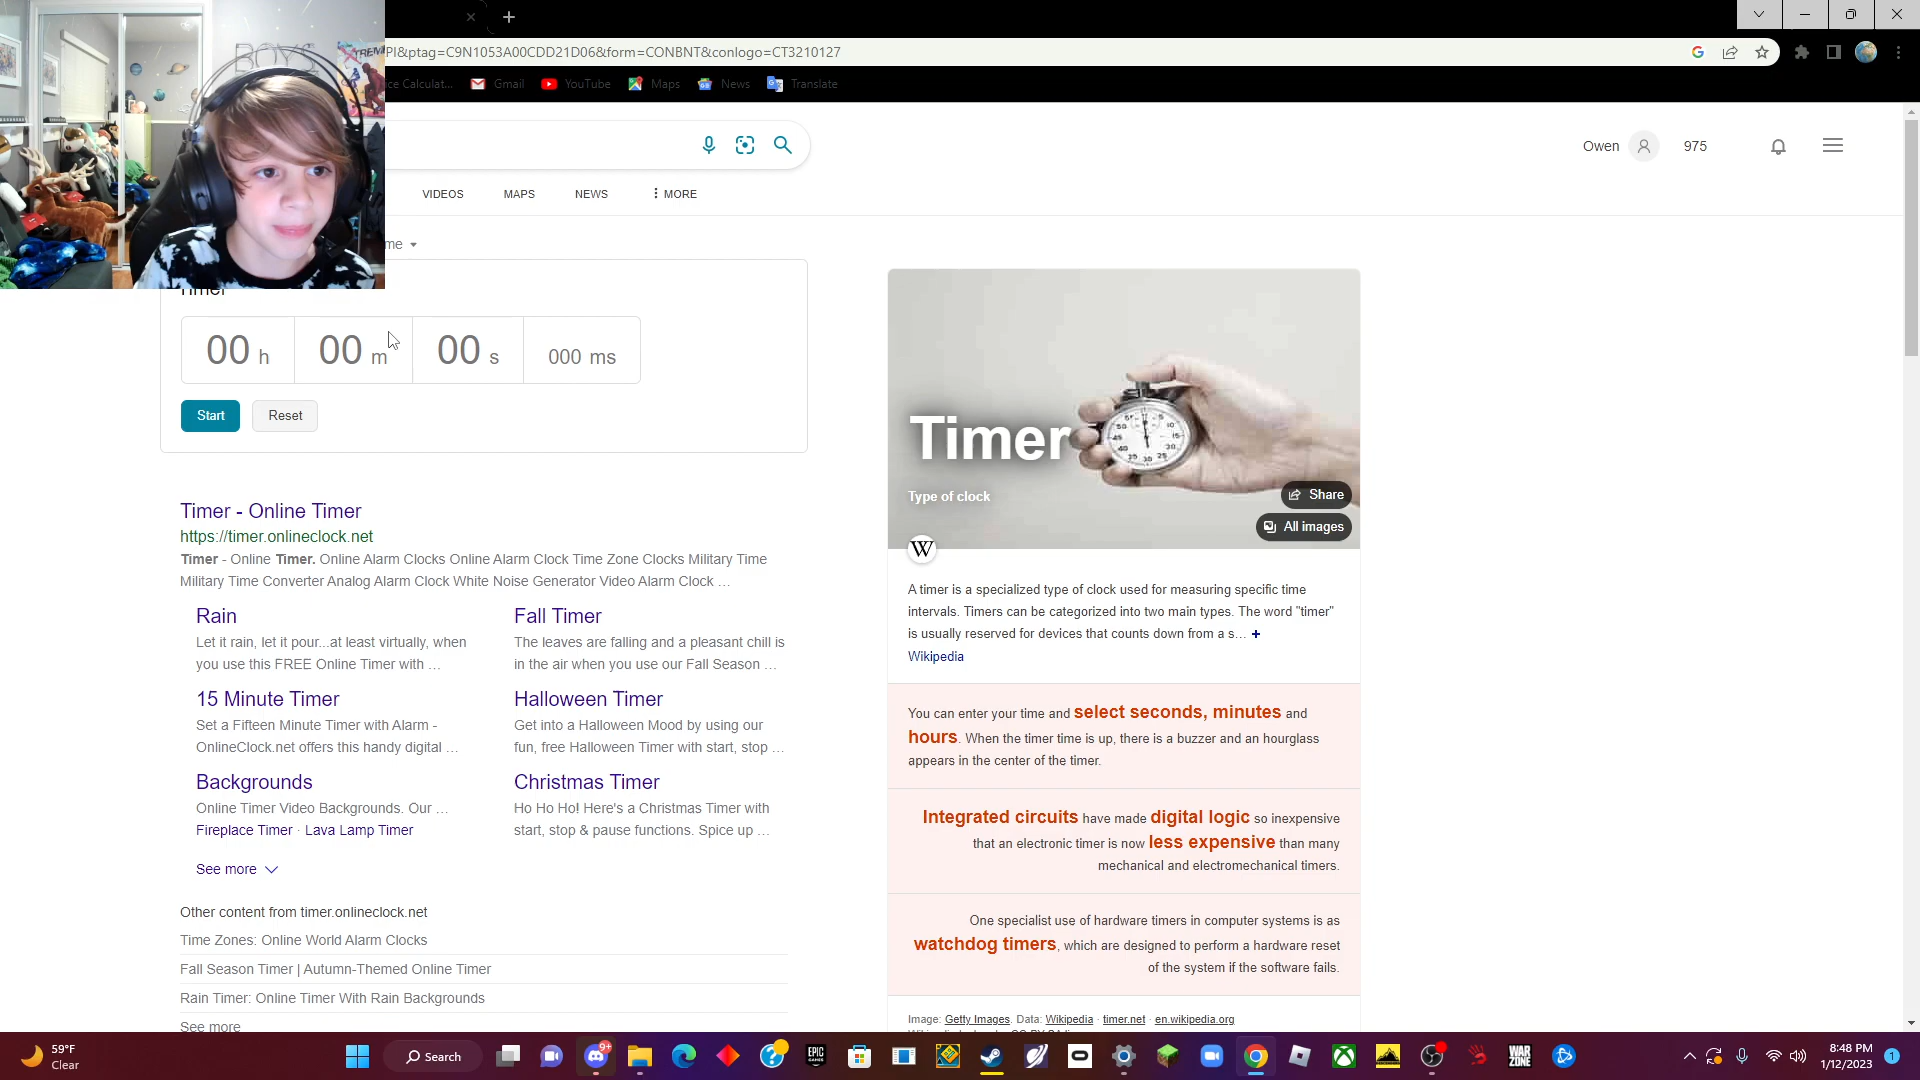 BOYS
PI&ptag=C9N1053A00CDD21D06&form=CONBNT&conlogo=CT3210127
ce Calculat... Gmail YouTube Maps News Translate
Owen 975
VIDEOS MAPS NEWS MORE
me
Timer
00 h 00 m 00 s 000 ms
Start Reset
Timer - Online Timer
https://timer.onlineclock.net
Timer - Online Timer. Online Alarm Clocks Online Alarm Clock Time Zone Clocks Military Time
Military Time Converter Analog Alarm Clock White Noise Generator Video Alarm Clock ...
Rain
Let it rain, let it pour...at least virtually, when
you use this FREE Online Timer with ...
Fall Timer
The leaves are falling and a pleasant chill is
in the air when you use our Fall Season ...
15 Minute Timer
Set a Fifteen Minute Timer with Alarm -
OnlineClock.net offers this handy digital ...
Halloween Timer
Get into a Halloween Mood by using our
fun, free Halloween Timer with start, stop ...
Backgrounds
Online Timer Video Backgrounds. Our ...
Fireplace Timer · Lava Lamp Timer
Christmas Timer
Ho Ho Ho! Here's a Christmas Timer with
start, stop & pause functions. Spice up ...
See more
Other content from timer.onlineclock.net
Time Zones: Online World Alarm Clocks
Fall Season Timer | Autumn-Themed Online Timer
Rain Timer: Online Timer With Rain Backgrounds
See more
Timer
Type of clock
Share
All images
W
A timer is a specialized type of clock used for measuring specific time
intervals. Timers can be categorized into two main types. The word "timer"
is usually reserved for devices that counts down from a s... +
Wikipedia
You can enter your time and select seconds, minutes and
hours. When the timer time is up, there is a buzzer and an hourglass
appears in the center of the timer.
Integrated circuits have made digital logic so inexpensive
that an electronic timer is now less expensive than many
mechanical and electromechanical timers.
One specialist use of hardware timers in computer systems is as
watchdog timers, which are designed to perform a hardware reset
of the system if the software fails.
Image: Getty Images. Data: Wikipedia · timer.net · en.wikipedia.org
59°F
Clear
Search
9+
EPIC GAMES
WAR ZONE
8:48 PM
1/12/2023
1